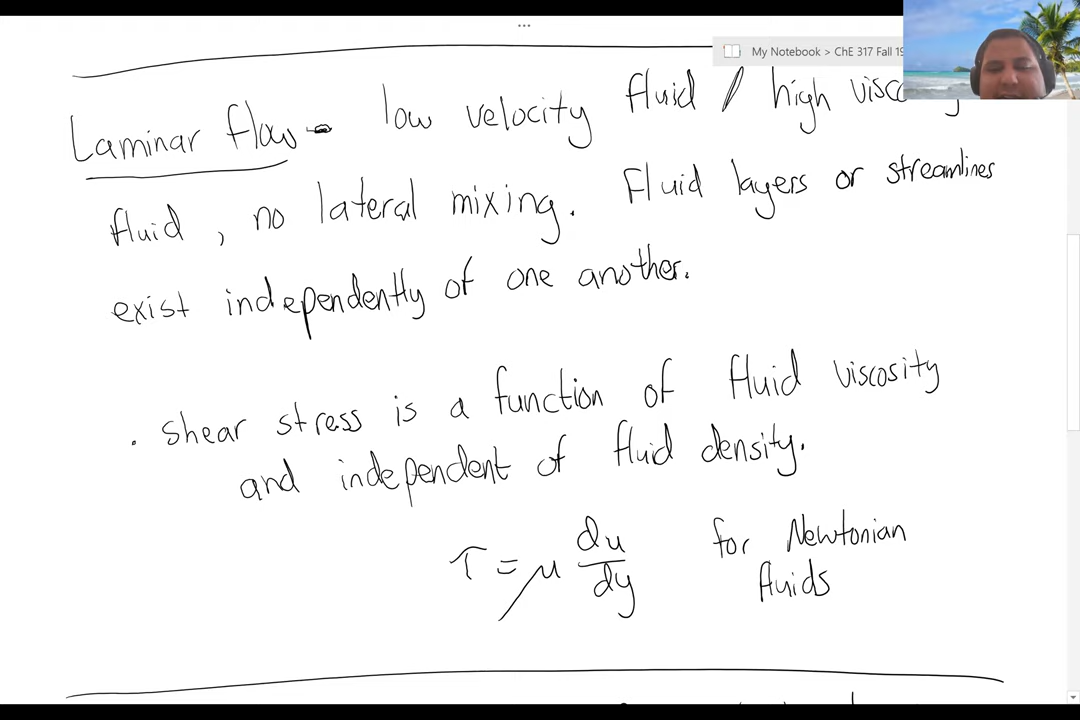 My Notebook > ChE 317 Fall 19
Laminar flow - low velocity fluid / high
fluid, no lateral mixing. Fluid layers or streamlines
exist independently of one another.
. shear stress is a function of fluid viscosity
and independent of fluid density.
τ = μ du/dy for Newtonian
fluids